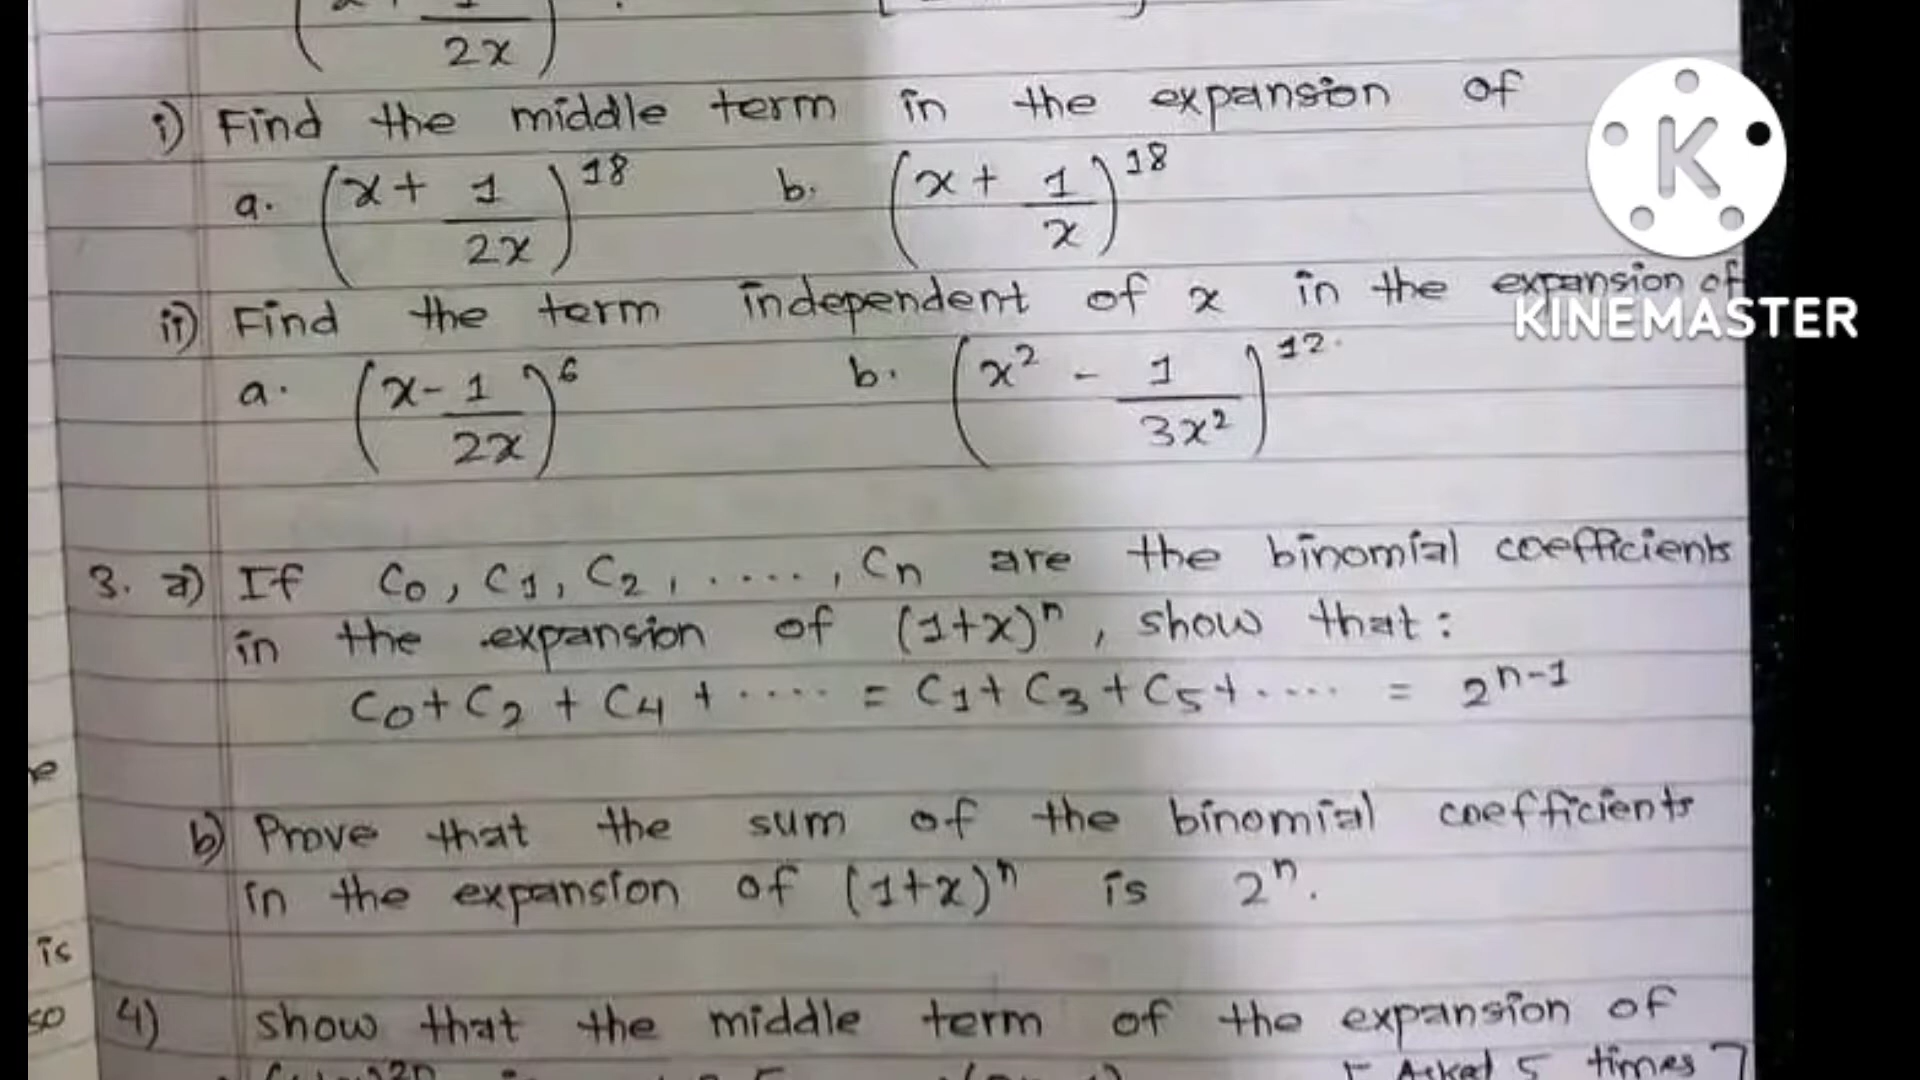 2x
i) Find the middle term in the expansion of
a. (x + 1/2x)^18 b. (x + 1/x)^18
ii) Find the term independent of x in the expansion of
a. (x - 1/2x)^6 b. (x² - 1/3x²)^12
KINEMASTER
3. a) If C₀, C₁, C₂, ....., Cn are the binomial coefficients
in the expansion of (1+x)^n, show that:
C₀ + C₂ + C₄ + .... = C₁ + C₃ + C₅ + .... = 2^n-1
b) Prove that the sum of the binomial coefficients
in the expansion of (1+x)^n is 2^n.
is
so
4) show that the middle term of the expansion of
Asked 5 times